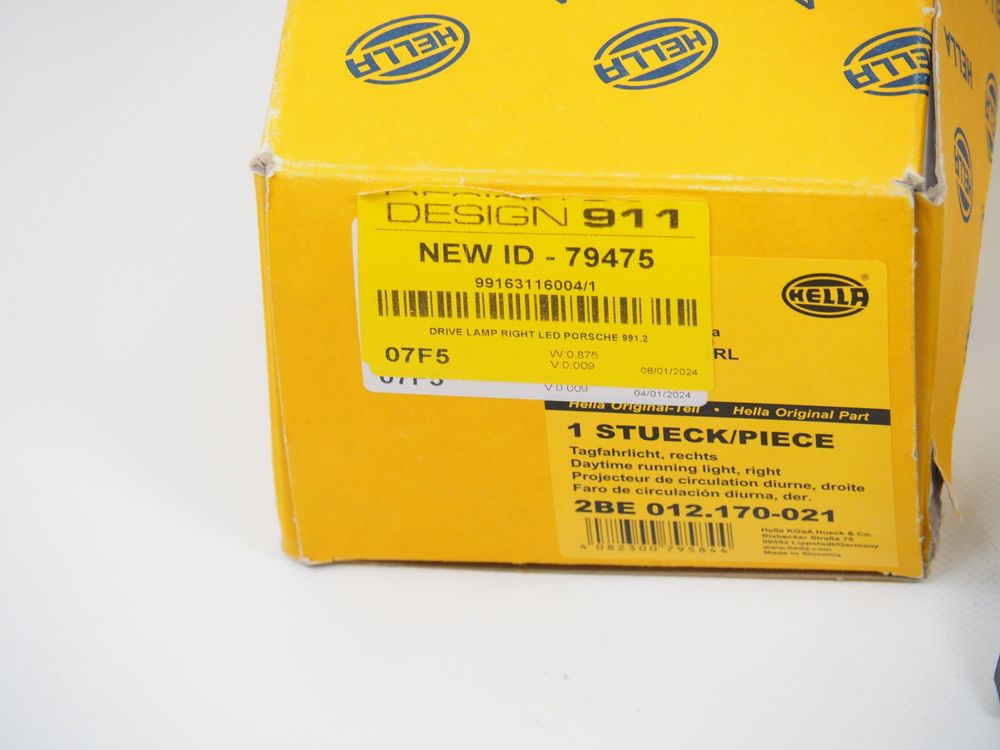 HELLA
HELLA
HELLA
HELLA
HELLA
DESIGN 911
DESIGN 911
NEW ID - 79475
99163116004/1
DRIVE LAMP RIGHT LED PORSCHE 991.2
07F5
W:0.875
V:0.009
08/01/2024
07F5
V:0.009
04/01/2024
HELLA®
RL
Hella Original-Teil • Hella Original Part
1 STUECK/PIECE
Tagfahrlicht, rechts
Daytime running light, right
Projecteur de circulation diurne, droite
Faro de circulación diurna, der.
2BE 012.170-021
4 082300 795844
Hella KGaA Hueck & Co.
Rixbecker Straße 75
59552 Lippstadt/Germany
www.hella.com
Made in Slovenia